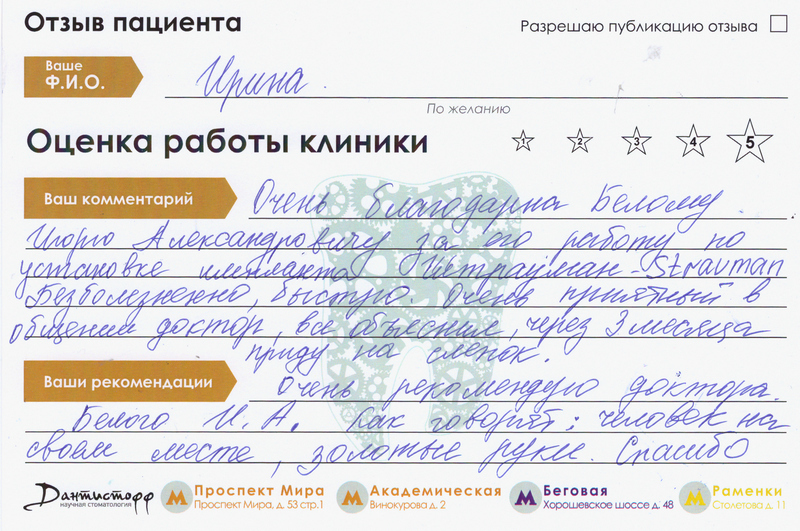 Отзыв пациента
Разрешаю публикацию отзыва
Ваше
Ф.И.О.
Ирина
По желанию
Оценка работы клиники
1 2 3 4 5
Ваш комментарий
Очень благодарна Белому
Игорю Александровичу за его работу по
установке импланта Штрауман - Strauman
Безболезненно, быстро. Очень приятный в
общении доктор, все объяснил, через 3 месяца
приду на слепок.
Ваши рекомендации
Очень рекомендую доктора.
Белого И.А. Как говорят: человек на
своем месте, золотые руки. Спасибо
Дантистофф
научная стоматология
М Проспект Мира
Проспект Мира, д. 53 стр.1
М Академическая
Винокурова д. 2
М Беговая
Хорошевское шоссе д. 48
М Раменки
Столетова д. 11